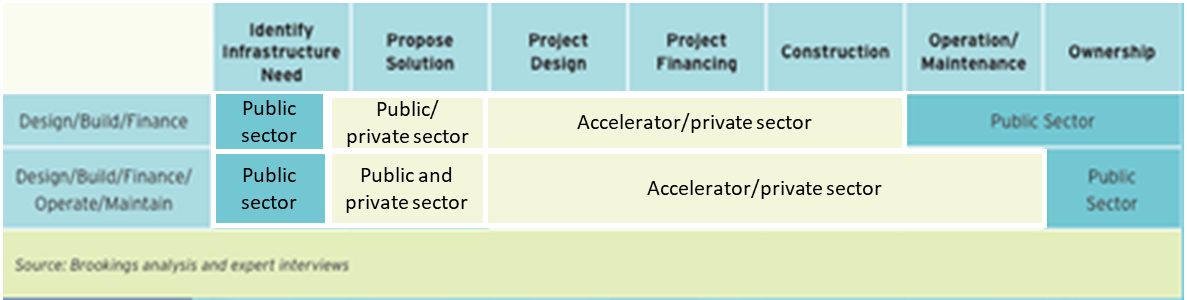 Identify
Infrastructure
Need
Propose
Solution
Project
Design
Project
Financing
Construction
Operation/
Maintenance
Ownership
Design/Build/Finance
Public
sector
Public/
private sector
Accelerator/private sector
Public Sector
Design/Build/Finance/
Operate/Maintain
Public
sector
Public and
private sector
Accelerator/private sector
Public
Sector
Source: Brookings analysis and expert interviews